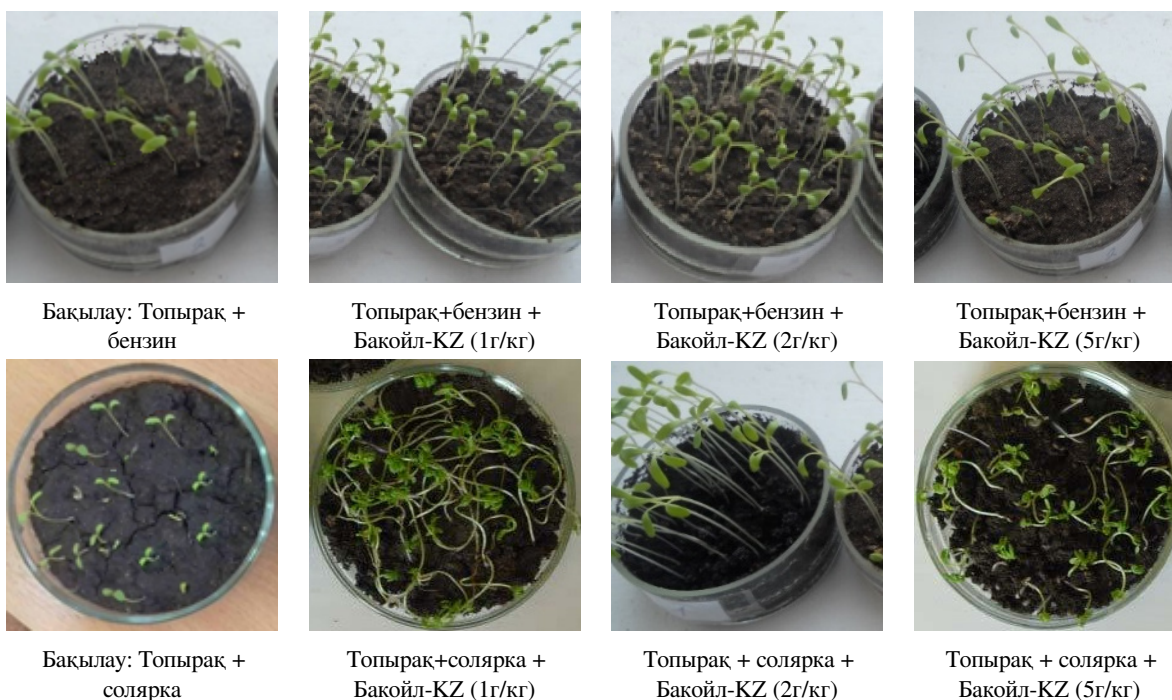 Бақылау: Топырақ +
бензин
Топырақ+бензин +
Бакойл-KZ (1г/кг)
Топырақ+бензин +
Бакойл-KZ (2г/кг)
Топырақ+бензин +
Бакойл-KZ (5г/кг)
Бақылау: Топырақ +
солярка
Топырақ+солярка +
Бакойл-KZ (1г/кг)
Топырақ + солярка +
Бакойл-KZ (2г/кг)
Топырақ + солярка +
Бакойл-KZ (5г/кг)